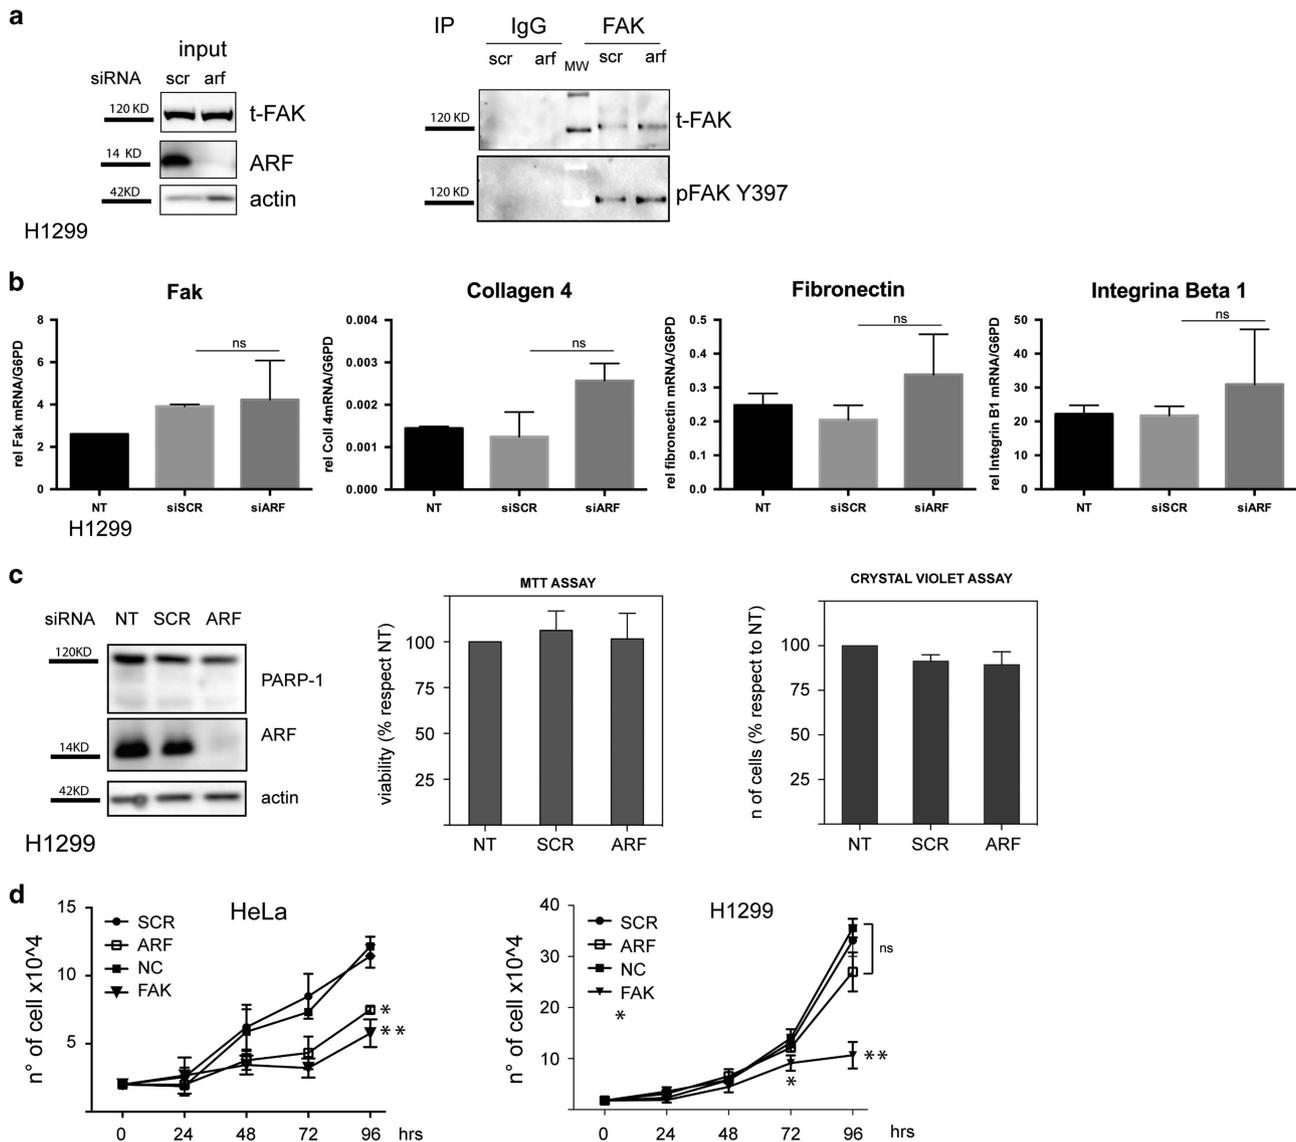 a
input
siRNA scr arf
120 KD t-FAK
14 KD ARF
42KD actin
H1299
IP IgG FAK
scr arf MW scr arf
120 KD t-FAK
120 KD pFAK Y397
b
Fak
rel Fak mRNA/G6PD
8
6
4
2
0
ns
NT siSCR siARF
H1299
Collagen 4
rel Coll 4mRNA/G6PD
0.004
0.003
0.002
0.001
0.000
ns
NT siSCR siARF
Fibronectin
rel fibronectin mRNA/G6PD
0.5
0.4
0.3
0.2
0.1
0.0
ns
NT siSCR siARF
Integrina Beta 1
rel Integrin B1 mRNA/G6PD
50
40
30
20
10
0
ns
NT siSCR siARF
c
siRNA NT SCR ARF
120KD PARP-1
14KD ARF
42KD actin
H1299
MTT ASSAY
viability (% respect NT)
100
75
50
25
NT SCR ARF
CRYSTAL VIOLET ASSAY
n of cells (% respect to NT)
100
75
50
25
NT SCR ARF
d
HeLa
n° of cell x10^4
15
10
5
SCR
ARF
NC
FAK
*
**
0 24 48 72 96 hrs
H1299
n° of cell x10^4
40
30
20
10
SCR
ARF
NC
FAK
*
ns
**
*
0 24 48 72 96 hrs